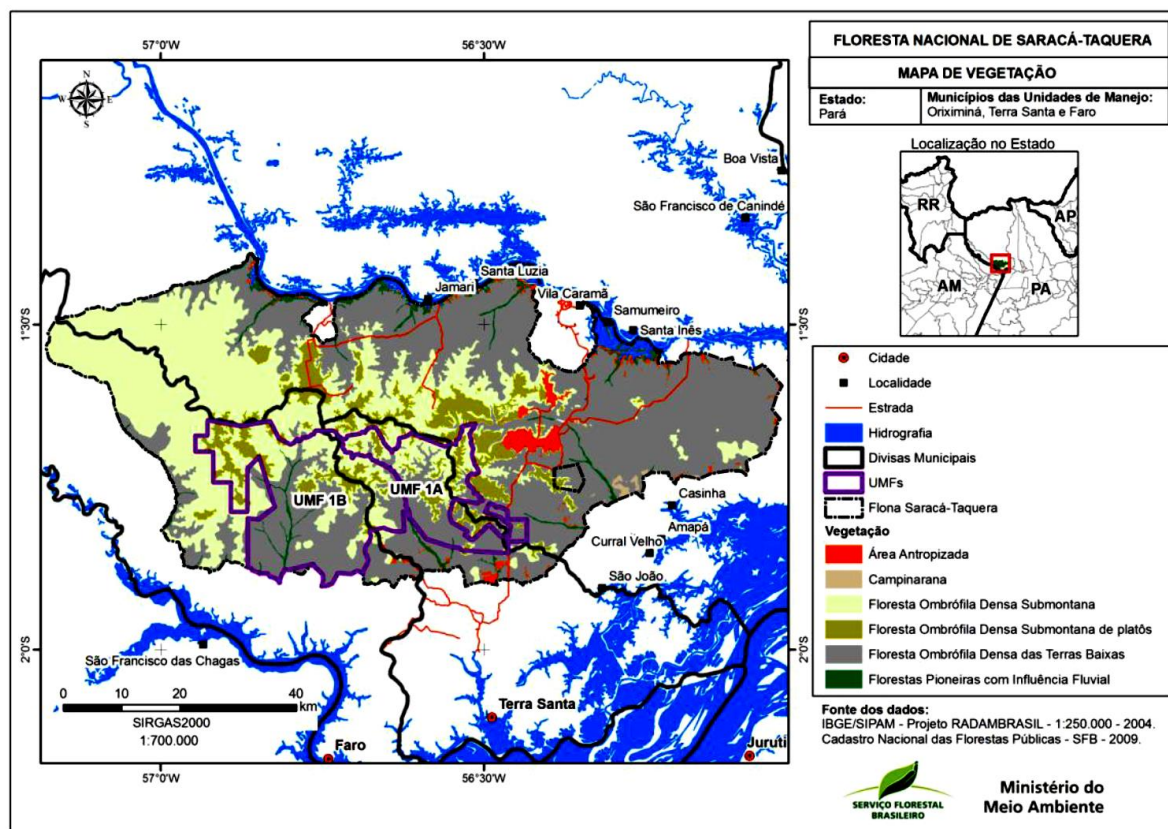 FLORESTA NACIONAL DE SARACÁ-TAQUERA
MAPA DE VEGETAÇÃO
Estado:
Pará
Municípios das Unidades de Manejo:
Oriximiná, Terra Santa e Faro
Localização no Estado
RR
AP
AM
PA
57°0'W
56°30'W
N
W
E
S
Boa Vista
São Francisco de Canindé
Santa Luzia
Jamari
Vila Caramã
Samumeiro
Santa Inês
1°30'S
1°30'S
UMF 1B
UMF 1A
Casinha
Amapá
Curral Velho
São João
2°0'S
2°0'S
São Francisco das Chagas
0 10 20 40
km
SIRGAS2000
1:700.000
Terra Santa
Faro
Juruti
57°0'W
56°30'W
Cidade
Localidade
Estrada
Hidrografia
Divisas Municipais
UMFs
Flona Saracá-Taquera
Vegetação
Área Antropizada
Campinarana
Floresta Ombrófila Densa Submontana
Floresta Ombrófila Densa Submontana de platôs
Floresta Ombrófila Densa das Terras Baixas
Florestas Pioneiras com Influência Fluvial
Fonte dos dados:
IBGE/SIPAM - Projeto RADAMBRASIL - 1:250.000 - 2004.
Cadastro Nacional das Florestas Públicas - SFB - 2009.
SERVIÇO FLORESTAL
BRASILEIRO
Ministério do
Meio Ambiente